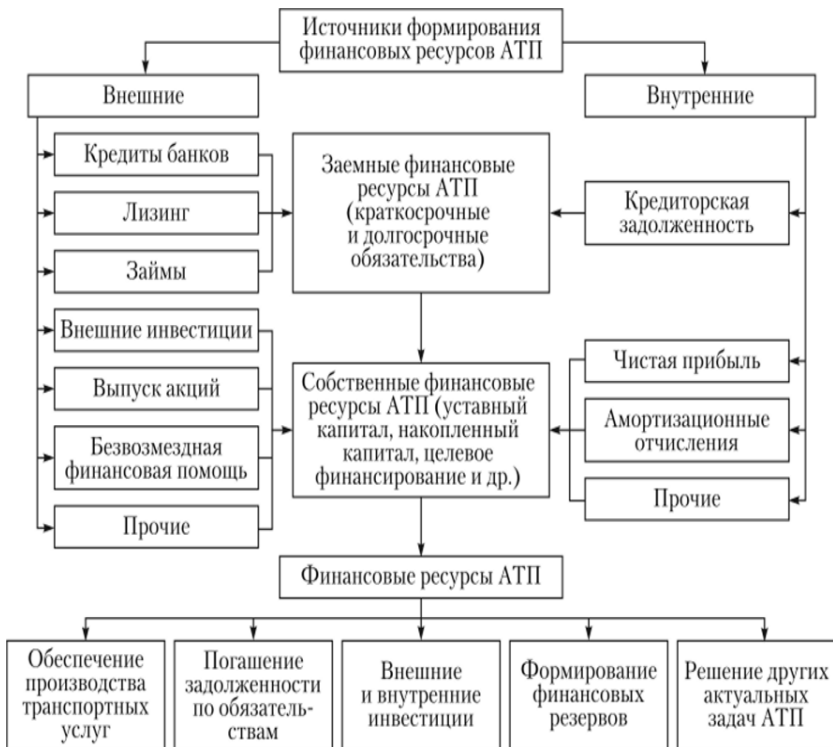 Источники формирования
финансовых ресурсов АТП
Внешние
Внутренние
Кредиты банков
Лизинг
Займы
Внешние инвестиции
Выпуск акций
Безвозмездная
финансовая помощь
Прочие
Заемные финансовые
ресурсы АТП
(краткосрочные
и долгосрочные
обязательства)
Собственные финансовые
ресурсы АТП (уставный
капитал, накопленный
капитал, целевое
финансирование и др.)
Кредиторская
задолженность
Чистая прибыль
Амортизационные
отчисления
Прочие
Финансовые ресурсы АТП
Обеспечение
производства
транспортных
услуг
Погашение
задолженности
по обязатель-
ствам
Внешние
и внутренние
инвестиции
Формирование
финансовых
резервов
Решение других
актуальных
задач АТП